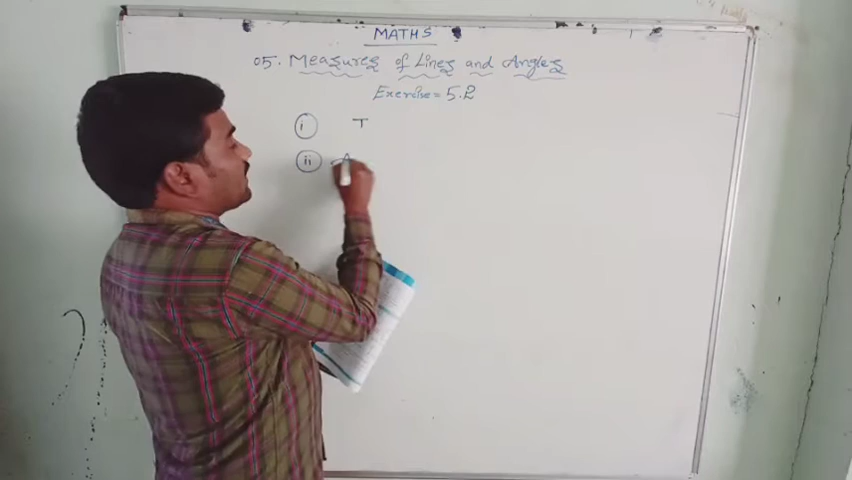 MATHS
05. Measures of Lines and Angles
Exercise = 5.2
i T
ii